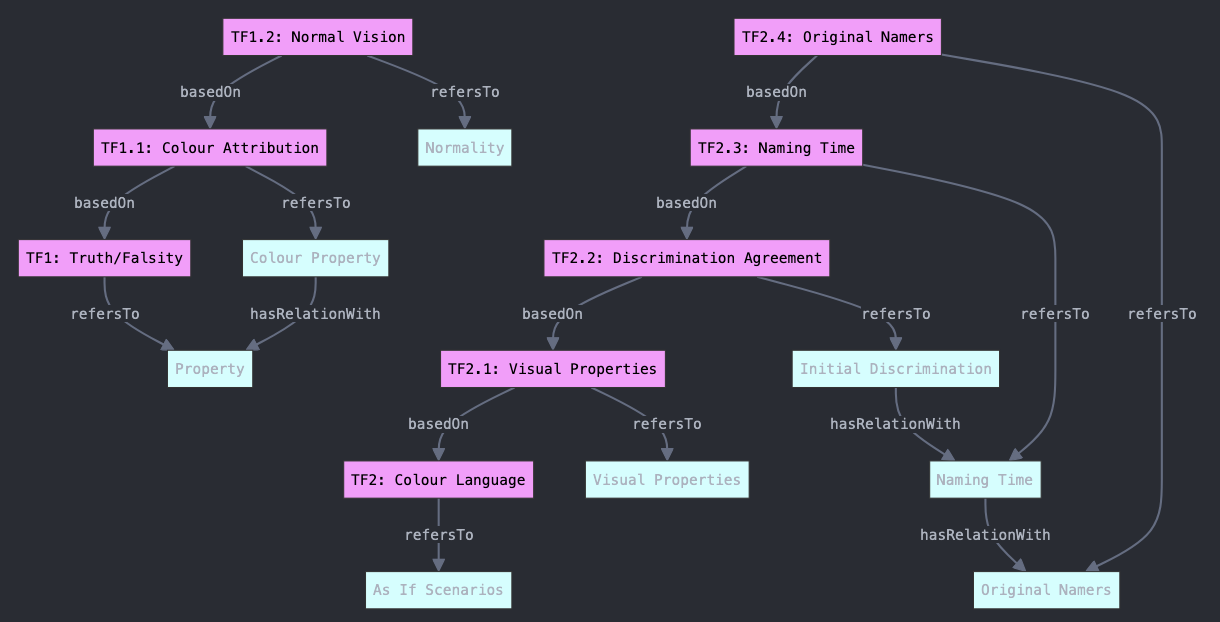 TF1.2: Normal Vision
TF2.4: Original Namers
basedOn
refersTo
basedOn
TF1.1: Colour Attribution
Normality
TF2.3: Naming Time
basedOn
refersTo
basedOn
TF1: Truth/Falsity
Colour Property
TF2.2: Discrimination Agreement
refersTo
hasRelationWith
basedOn
refersTo
refersTo
refersTo
Property
TF2.1: Visual Properties
Initial Discrimination
basedOn
refersTo
hasRelationWith
TF2: Colour Language
Visual Properties
Naming Time
refersTo
hasRelationWith
As If Scenarios
Original Namers